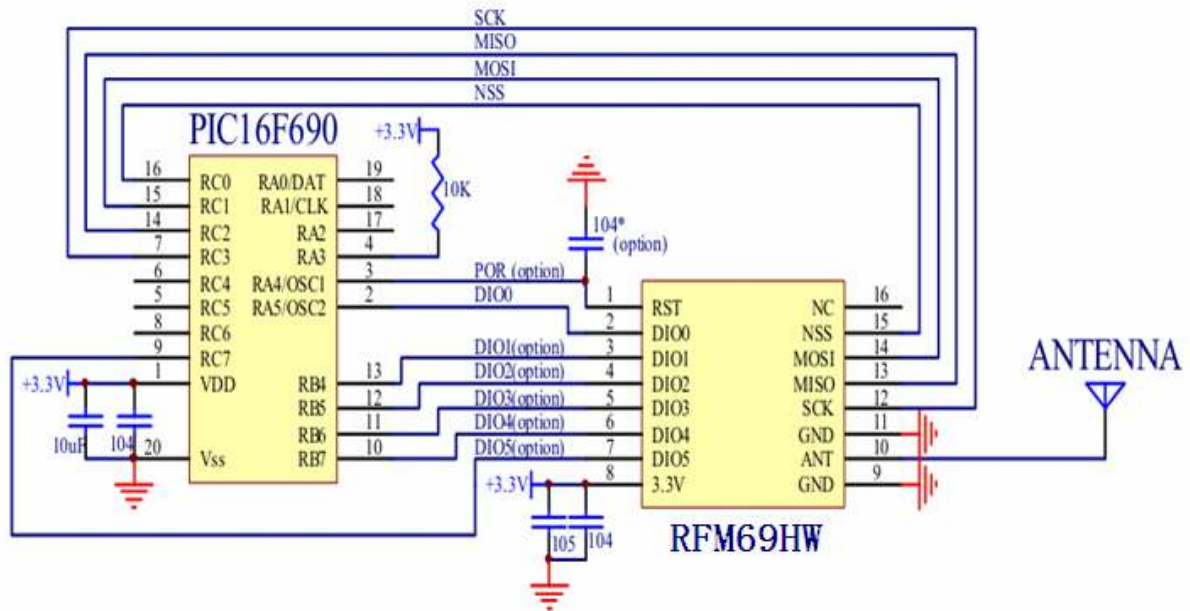 SCK
MISO
MOSI
NSS
PIC16F690
+3.3V
10K
16 RC0 RA0/DAT 19
15 RC1 RA1/CLK 18
14 RC2 RA2 17
7 RC3 RA3 4
6 RC4 RA4/OSC1 3
5 RC5 RA5/OSC2 2
8 RC6
9 RC7
1 VDD RB4 13
RB5 12
RB6 11
20 Vss RB7 10
+3.3V
10uF 104
104*
(option)
POR (option)
DIO0
DIO1(option)
DIO2(option)
DIO3(option)
DIO4(option)
DIO5(option)
1 RST NC 16
2 DIO0 NSS 15
3 DIO1 MOSI 14
4 DIO2 MISO 13
5 DIO3 SCK 12
6 DIO4 GND 11
7 DIO5 ANT 10
8 3.3V GND 9
+3.3V
105 104
RFM69HW
ANTENNA